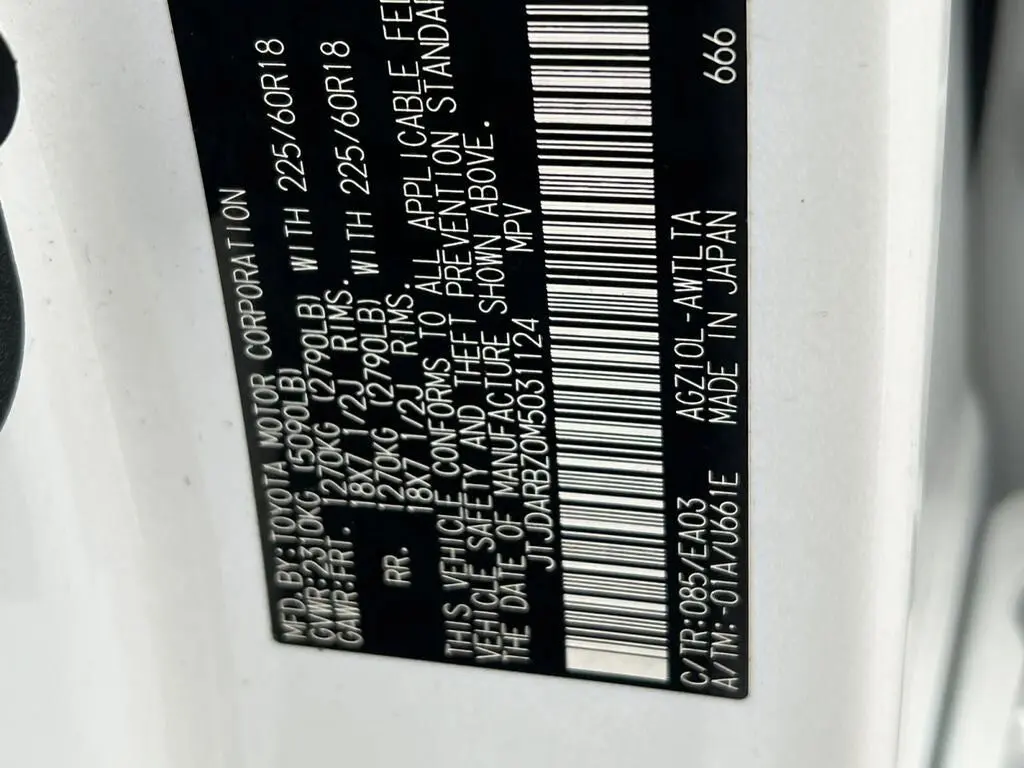 MFD. BY:TOYOTA MOTOR CORPORATION
GVWR:2310KG (5090LB)
GAWR:FRT. 1270KG (2790LB) WITH 225/60R18
18X7 1/2J RIMS.
RR. 1270KG (2790LB) WITH 225/60R18
18X7 1/2J RIMS.
THIS VEHICLE CONFORMS TO ALL APPLICABLE
VEHICLE SAFETY AND THEFT PREVENTION
THE DATE OF MANUFACTURE SHOWN ABOVE.
JTJDARBZ0M5031124 MPV
C/TR:085/EA03 AGZ10L-AWTLTA 666
A/TM:-01A/U661E MADE IN JAPAN